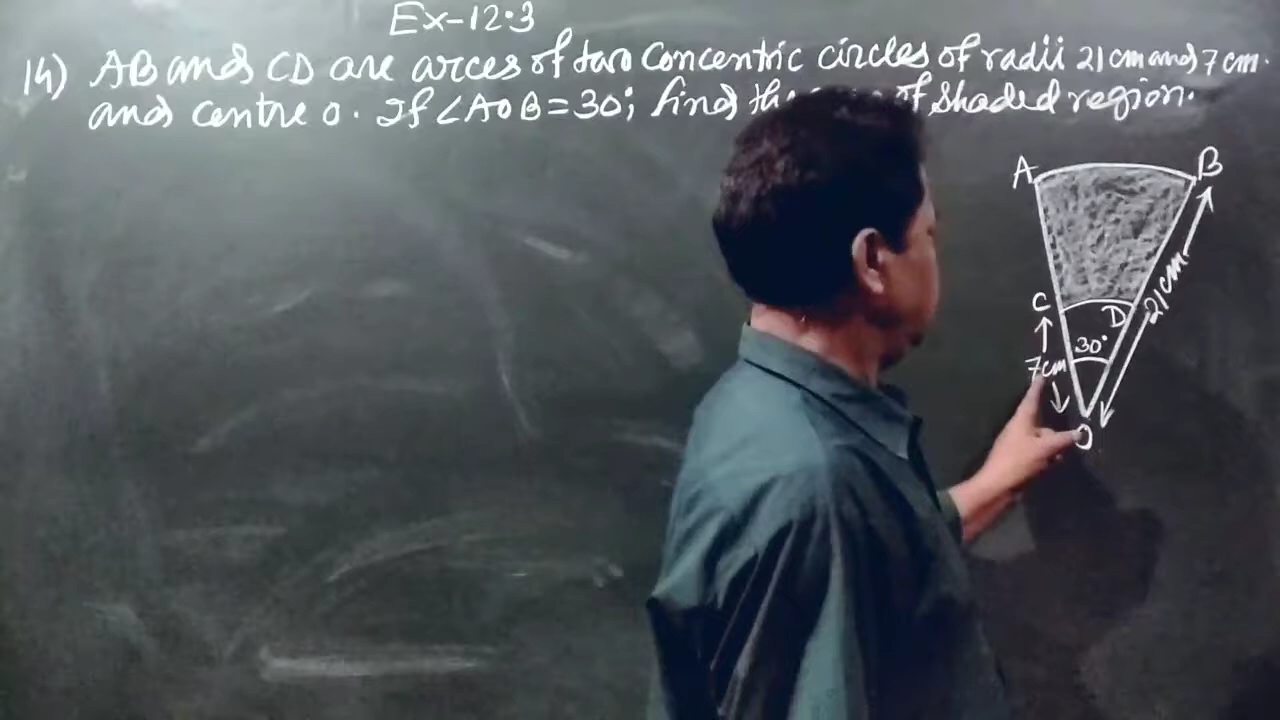 Ex-12.3
14) AB and CD are arces of two concentric circles of radii 21 cm and 7 cm.
and centre O. If ∠AOB = 30°; find the of shaded region.
A
B
C
D
21cm
30°
7cm
O